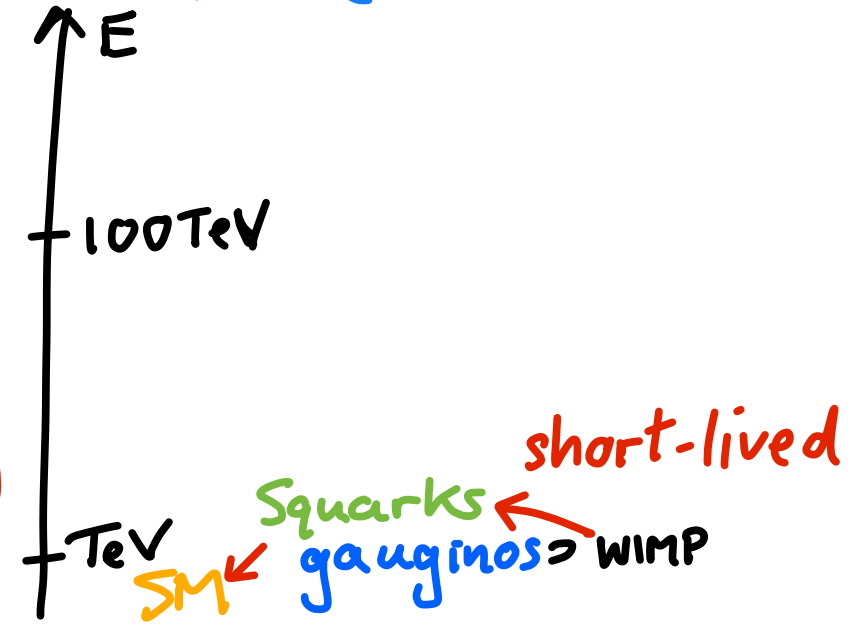 E
100TeV
short-lived
Squarks
TeV
gauginos⊃ WIMP
SM